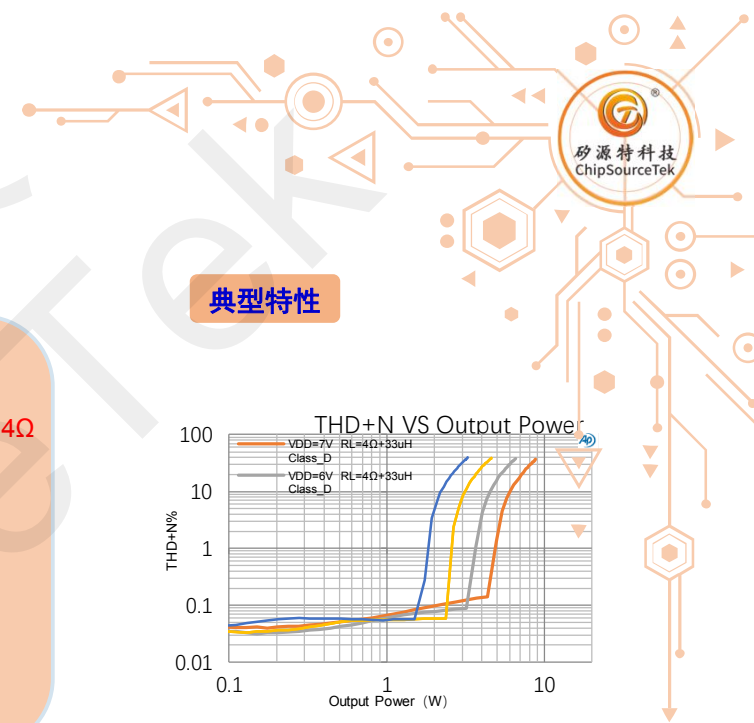 ®
矽源特科技
ChipSourceTek
典型特性
4Ω
THD+N VS Output Power
Ap
VDD=7V RL=4Ω+33uH
Class_D
VDD=6V RL=4Ω+33uH
Class_D
THD+N%
100
10
1
0.1
0.01
0.1
1
10
Output Power（W）
eTek